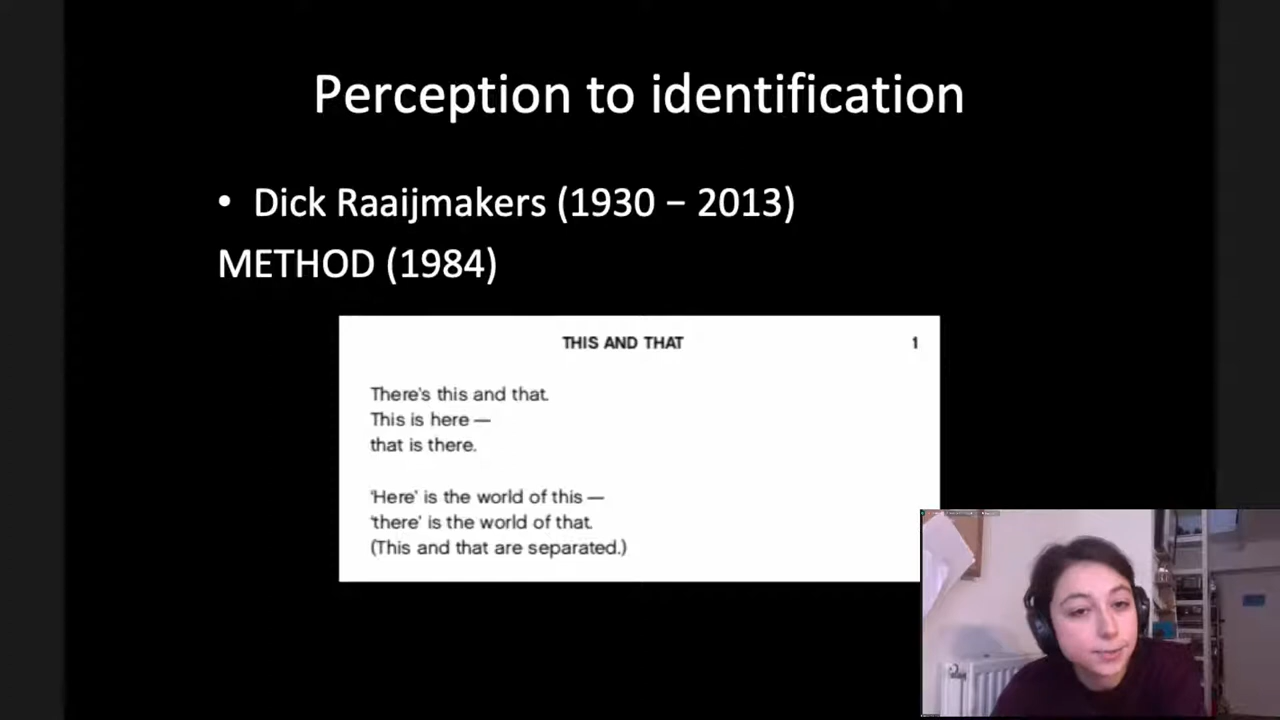 Perception to identification
• Dick Raaijmakers (1930 – 2013)
METHOD (1984)
THIS AND THAT 1
There's this and that.
This is here —
that is there.
'Here' is the world of this —
'there' is the world of that.
(This and that are separated.)